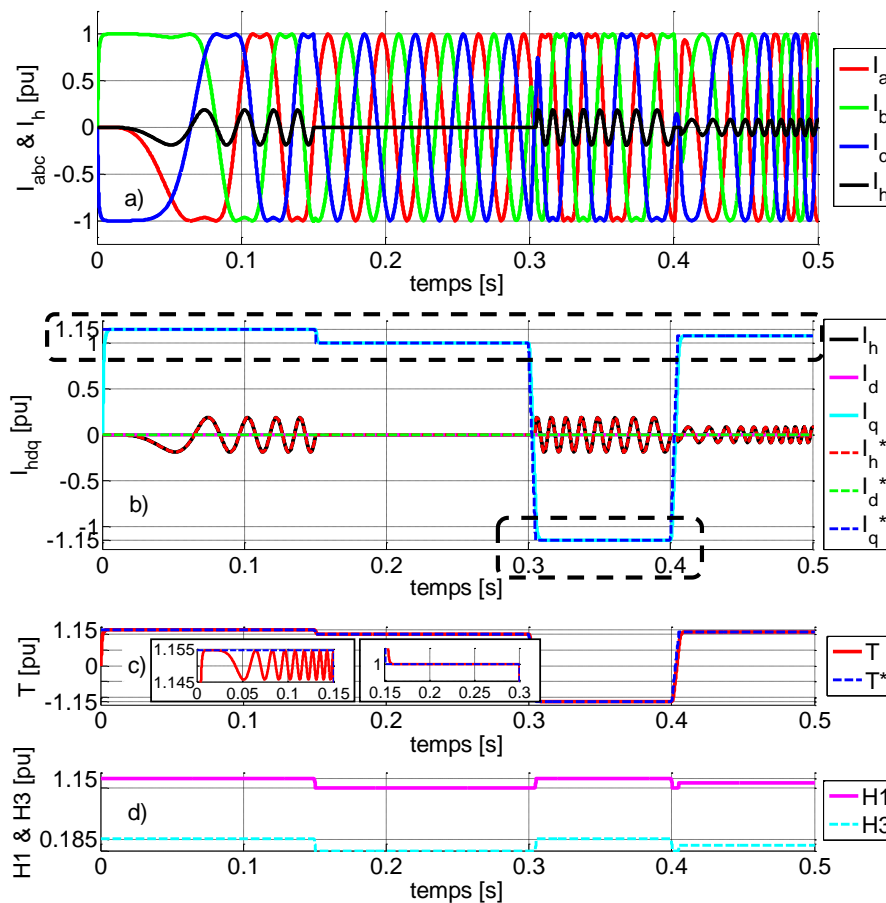 I_abc & I_h [pu]
1
0.5
0
-0.5
-1
a)
0
0.1
0.2
0.3
0.4
0.5
temps [s]
I_a
I_b
I_c
I_h
I_hdq [pu]
1.15
1
0.5
0
-0.5
-1
-1.15
b)
0
0.1
0.2
0.3
0.4
0.5
temps [s]
I_h
I_d
I_q
I_h*
I_d*
I_q*
T [pu]
1.15
0
-1.15
c)
1.155
1.145
0
0.05
0.1
0.15
1
0.15
0.2
0.25
0.3
0
0.1
0.2
0.3
0.4
0.5
temps [s]
T
T*
H1 & H3 [pu]
1.15
0.185
d)
0
0.1
0.2
0.3
0.4
0.5
temps [s]
H1
H3